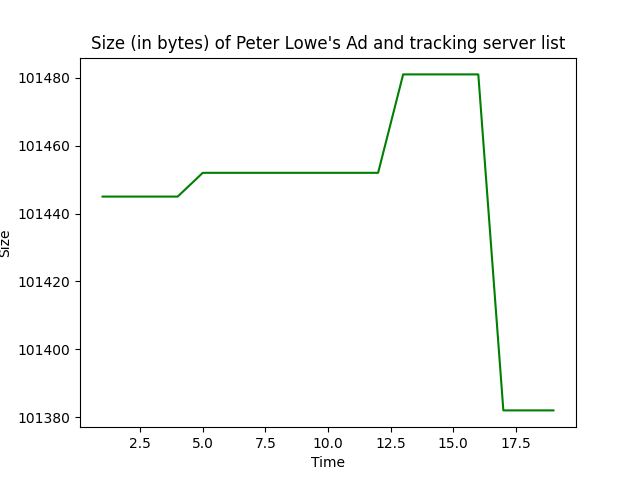 Size (in bytes) of Peter Lowe's Ad and tracking server list
101480
101460
101440
101420
101400
101380
Size
2.5 5.0 7.5 10.0 12.5 15.0 17.5
Time